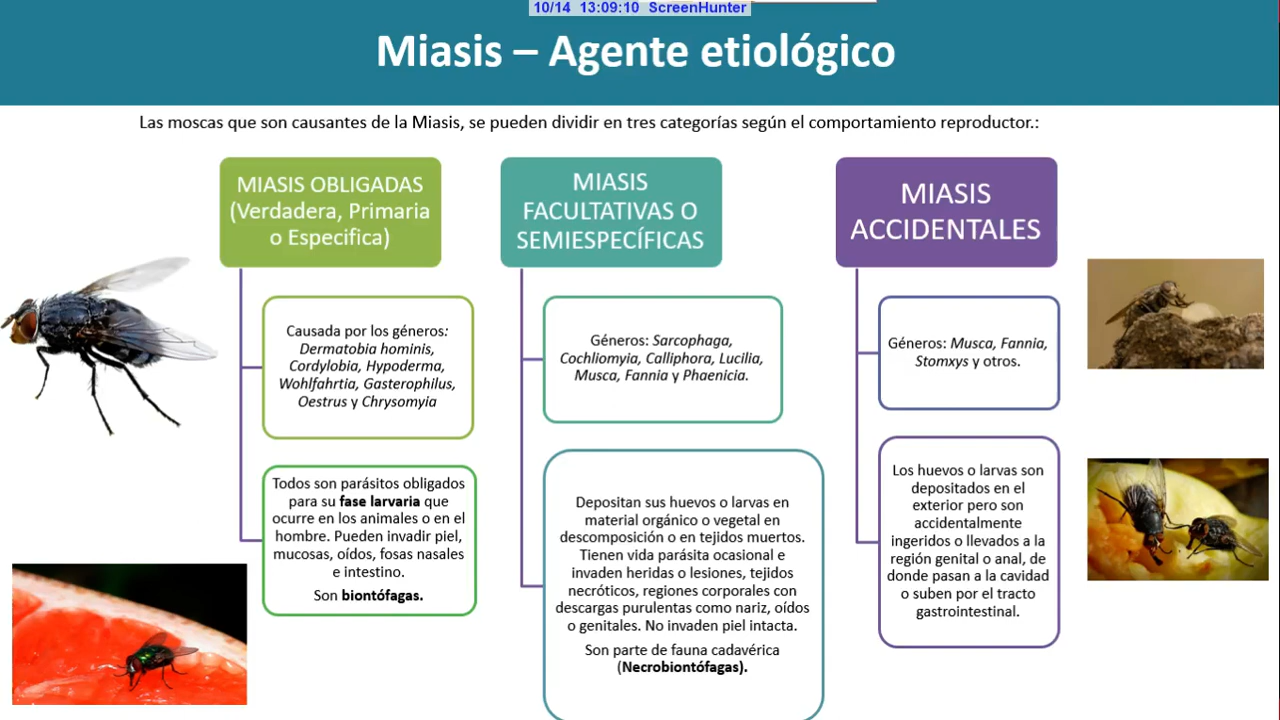 10/14 13:09:10 ScreenHunter
Miasis – Agente etiológico
Las moscas que son causantes de la Miasis, se pueden dividir en tres categorías según el comportamiento reproductor.:
MIASIS OBLIGADAS
(Verdadera, Primaria
o Especifica)
Causada por los géneros:
Dermatobia hominis,
Cordylobia, Hypoderma,
Wohlfahrtia, Gasterophilus,
Oestrus y Chrysomyia
Todos son parásitos obligados
para su fase larvaria que
ocurre en los animales o en el
hombre. Pueden invadir piel,
mucosas, oídos, fosas nasales
e intestino.
Son biontófagas.
MIASIS
FACULTATIVAS O
SEMIESPECÍFICAS
Géneros: Sarcophaga,
Cochliomyia, Calliphora, Lucilia,
Musca, Fannia y Phaenicia.
Depositan sus huevos o larvas en
material orgánico o vegetal en
descomposición o en tejidos muertos.
Tienen vida parásita ocasional e
invaden heridas o lesiones, tejidos
necróticos, regiones corporales con
descargas purulentas como nariz, oídos
o genitales. No invaden piel intacta.
Son parte de fauna cadavérica
(Necrobiontófagas).
MIASIS
ACCIDENTALES
Géneros: Musca, Fannia,
Stomxys y otros.
Los huevos o larvas son
depositados en el
exterior pero son
accidentalmente
ingeridos o llevados a la
región genital o anal, de
donde pasan a la cavidad
o suben por el tracto
gastrointestinal.